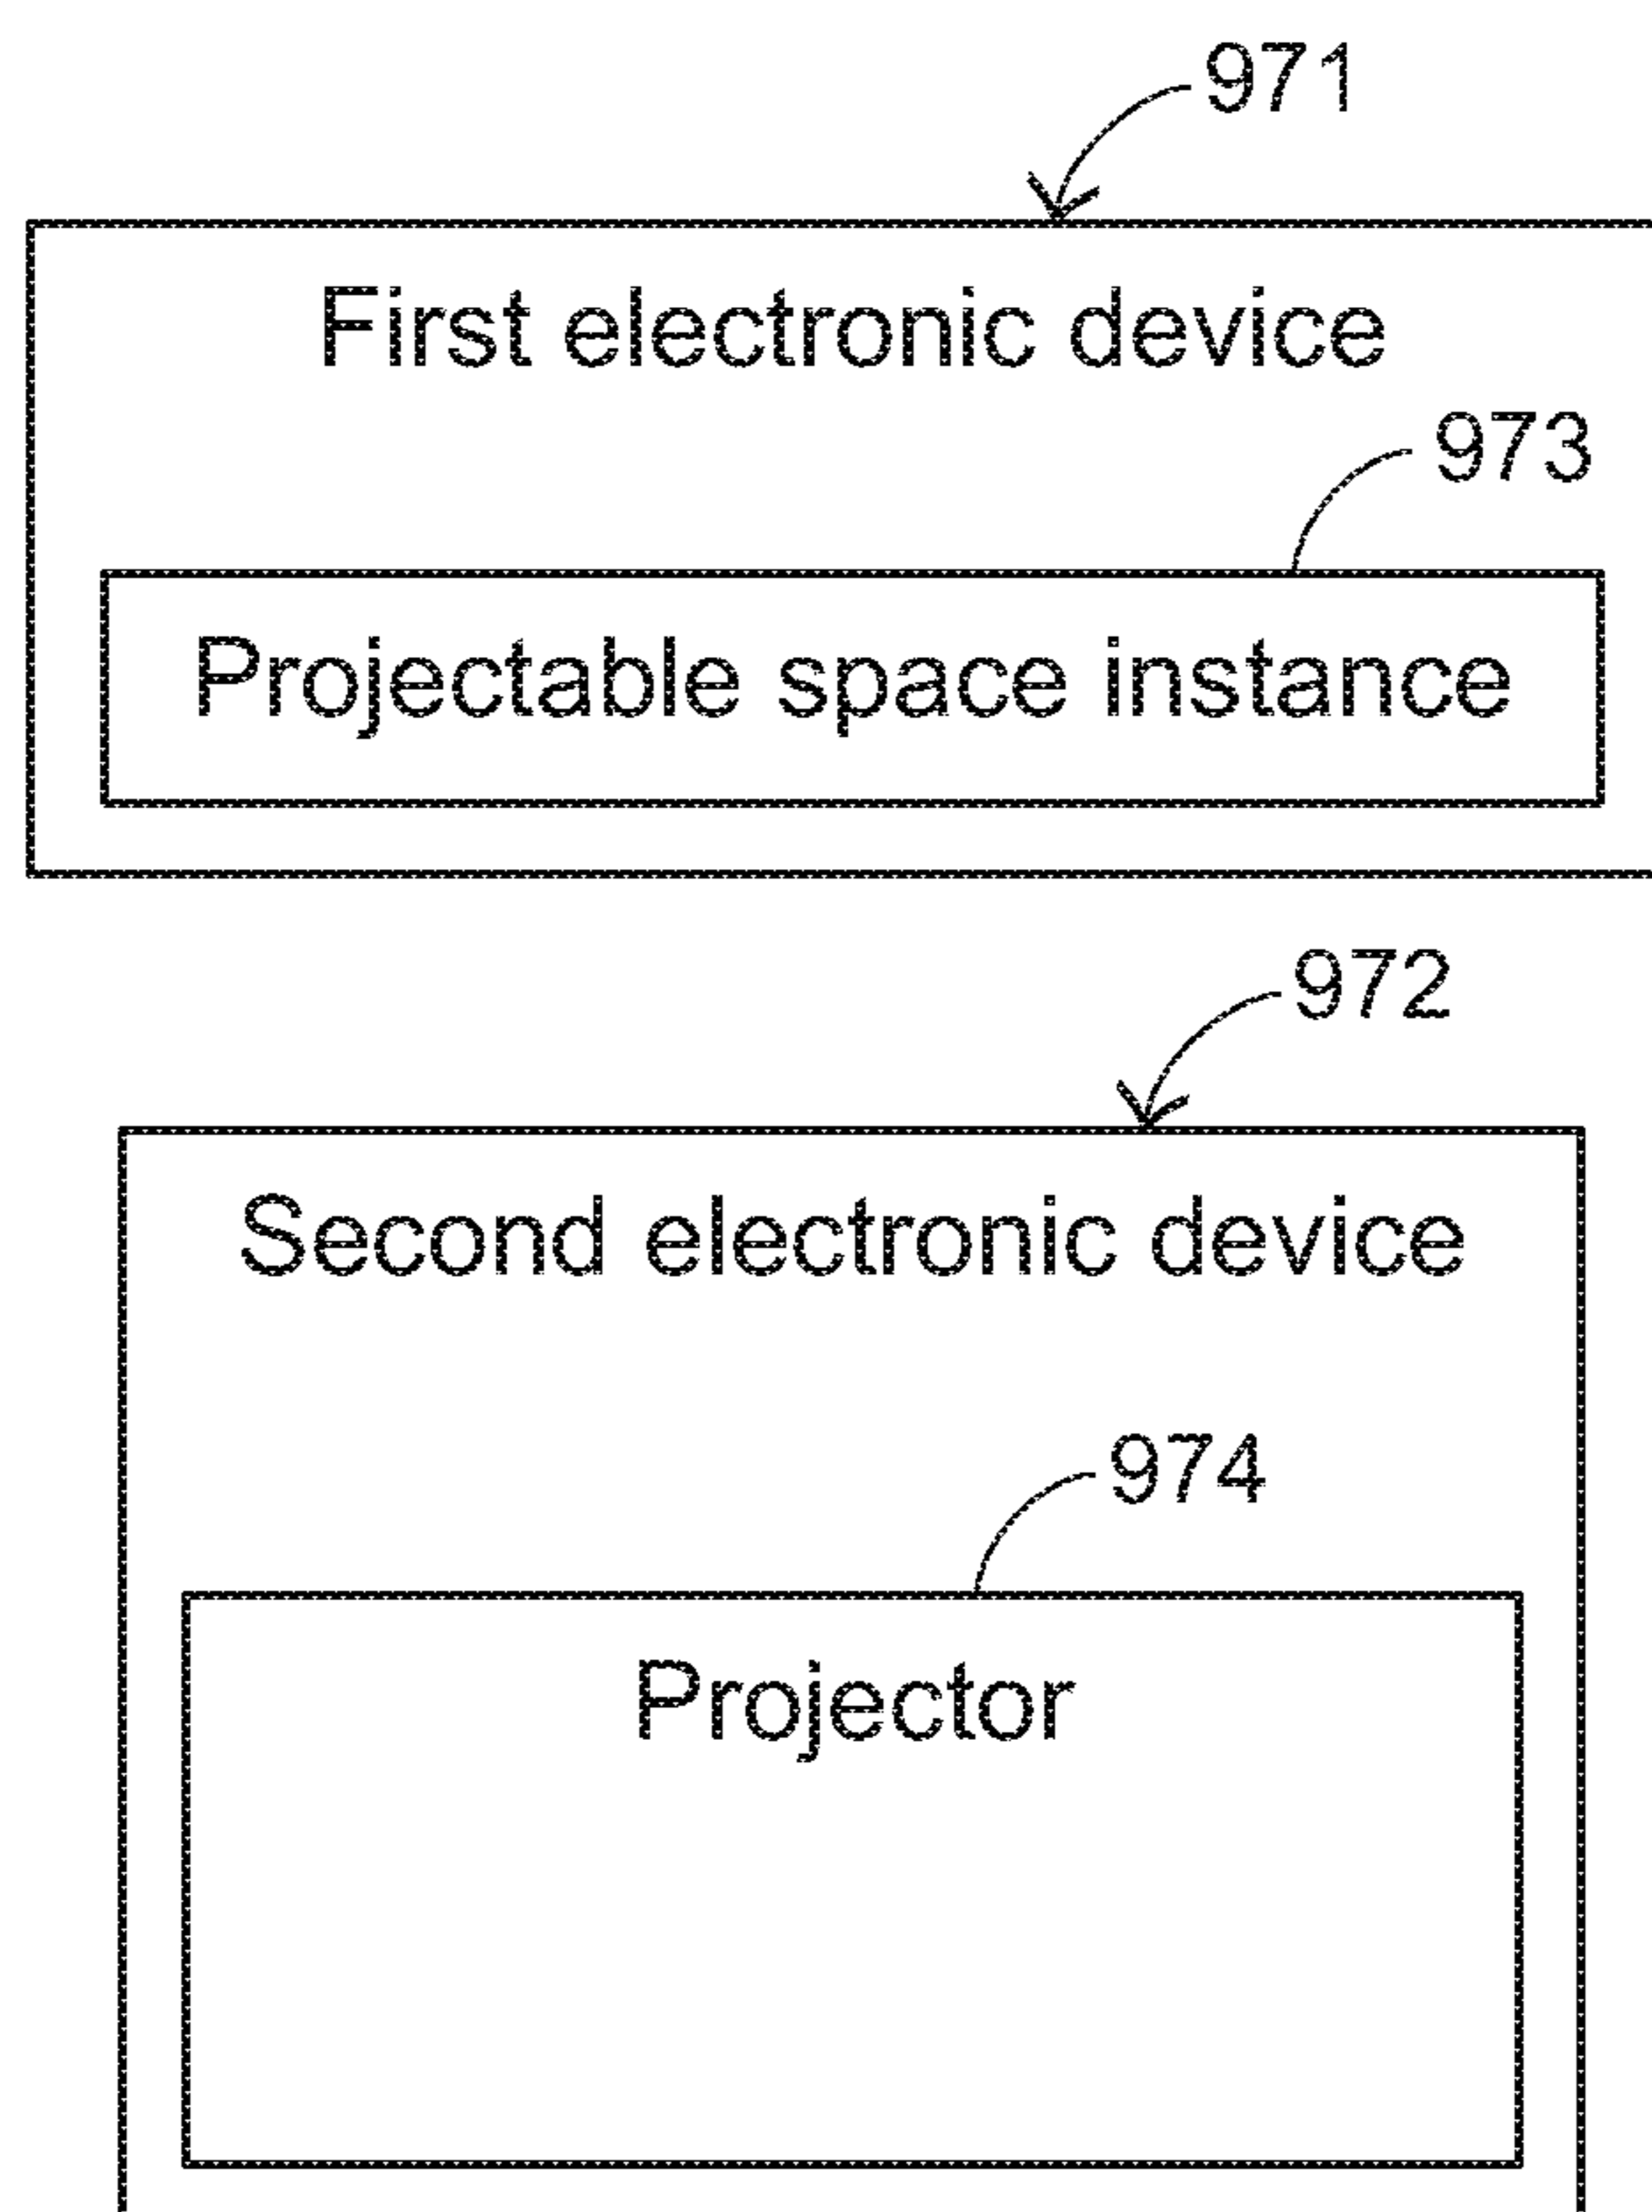 971
First electronic device
973
Projectable space instance
972
Second electronic device
974
Projector